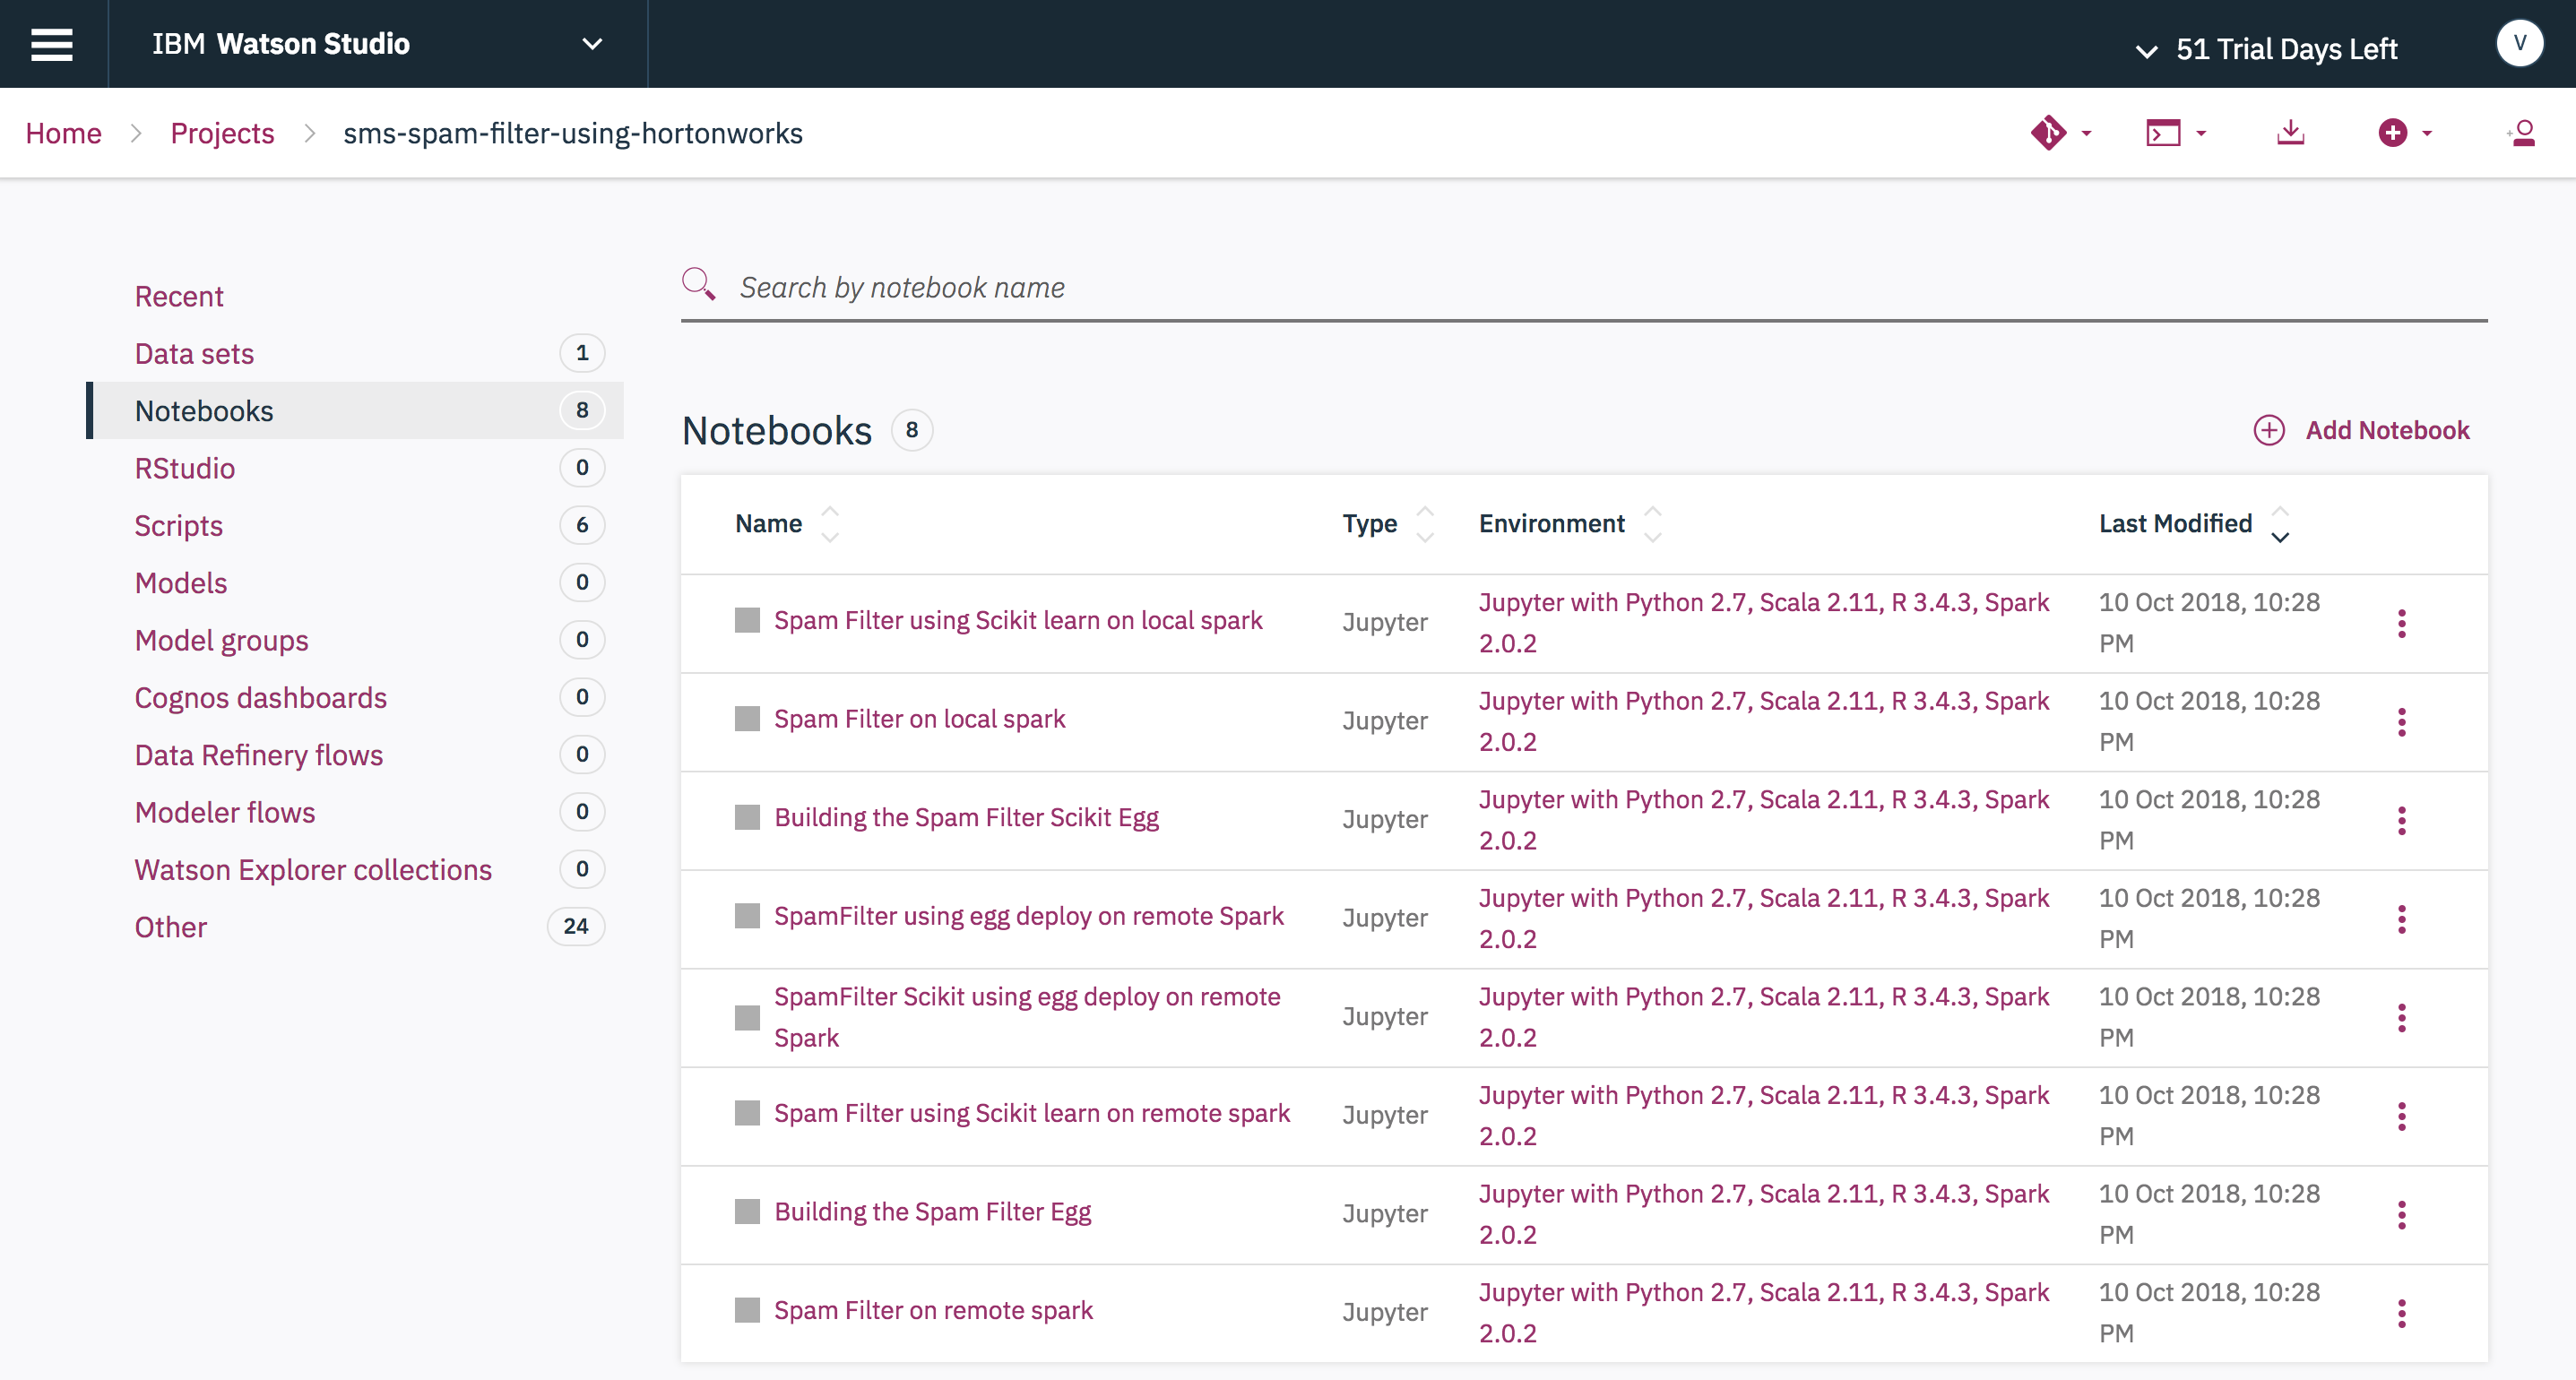 IBM Watson Studio
51 Trial Days Left
V
Home
Projects
sms-spam-filter-using-hortonworks
Recent
Data sets 1
Notebooks 8
RStudio 0
Scripts 6
Models 0
Model groups 0
Cognos dashboards 0
Data Refinery flows 0
Modeler flows 0
Watson Explorer collections 0
Other 24
Search by notebook name
Notebooks 8
Add Notebook
Name Type Environment Last Modified
Spam Filter using Scikit learn on local spark
Jupyter
Jupyter with Python 2.7, Scala 2.11, R 3.4.3, Spark
2.0.2
10 Oct 2018, 10:28
PM
Spam Filter on local spark
Jupyter
Jupyter with Python 2.7, Scala 2.11, R 3.4.3, Spark
2.0.2
10 Oct 2018, 10:28
PM
Building the Spam Filter Scikit Egg
Jupyter
Jupyter with Python 2.7, Scala 2.11, R 3.4.3, Spark
2.0.2
10 Oct 2018, 10:28
PM
SpamFilter using egg deploy on remote Spark
Jupyter
Jupyter with Python 2.7, Scala 2.11, R 3.4.3, Spark
2.0.2
10 Oct 2018, 10:28
PM
SpamFilter Scikit using egg deploy on remote
Spark
Jupyter
Jupyter with Python 2.7, Scala 2.11, R 3.4.3, Spark
2.0.2
10 Oct 2018, 10:28
PM
Spam Filter using Scikit learn on remote spark
Jupyter
Jupyter with Python 2.7, Scala 2.11, R 3.4.3, Spark
2.0.2
10 Oct 2018, 10:28
PM
Building the Spam Filter Egg
Jupyter
Jupyter with Python 2.7, Scala 2.11, R 3.4.3, Spark
2.0.2
10 Oct 2018, 10:28
PM
Spam Filter on remote spark
Jupyter
Jupyter with Python 2.7, Scala 2.11, R 3.4.3, Spark
2.0.2
10 Oct 2018, 10:28
PM